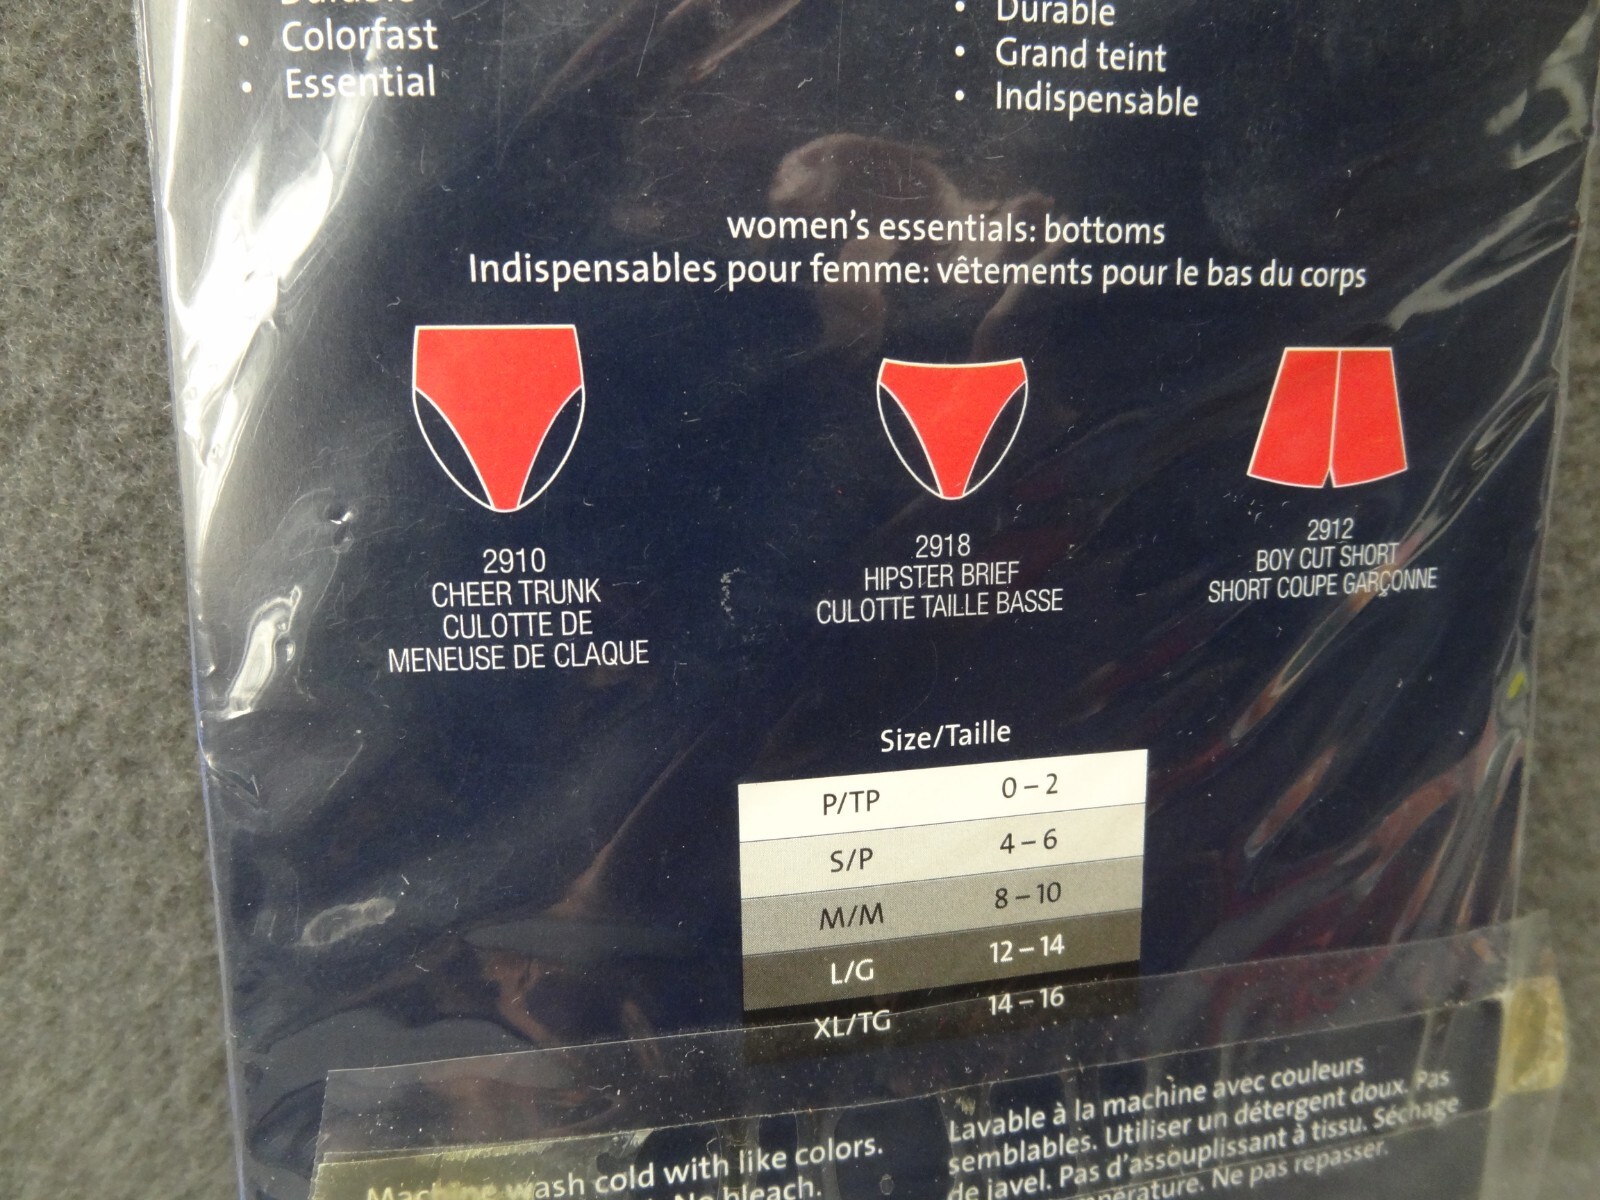 Durable
• Colorfast
• Essential
• Durable
• Grand teint
• Indispensable
women's essentials: bottoms
Indispensables pour femme: vêtements pour le bas du corps
2910
CHEER TRUNK
CULOTTE DE
MENEUSE DE CLAQUE
2918
HIPSTER BRIEF
CULOTTE TAILLE BASSE
2912
BOY CUT SHORT
SHORT COUPE GARÇONNE
Size/Taille
P/TP 0 – 2
S/P 4 – 6
M/M 8 – 10
L/G 12 – 14
XL/TG 14 – 16
Machine wash cold with like colors.
No bleach.
Lavable à la machine avec couleurs
semblables. Utiliser un détergent doux. Pas
de javel. Pas d'assouplissant à tissu. Séchage
température. Ne pas repasser.